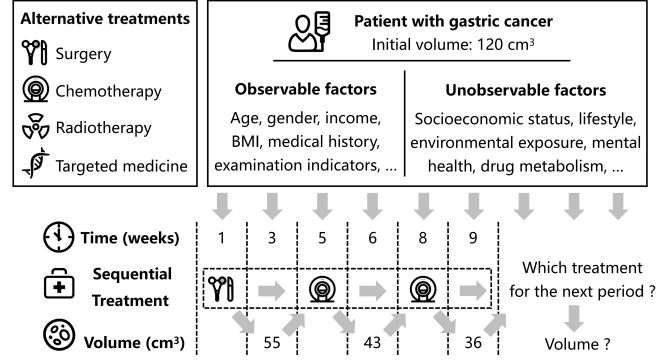 Alternative treatments
Surgery
Chemotherapy
Radiotherapy
Targeted medicine
Patient with gastric cancer
Initial volume: 120 cm³
Observable factors
Age, gender, income,
BMI, medical history,
examination indicators, ...
Unobservable factors
Socioeconomic status, lifestyle,
environmental exposure, mental
health, drug metabolism, ...
Time (weeks) 1 3 5 6 8 9
Sequential
Treatment
Which treatment
for the next period ?
Volume (cm³) 55 43 36 Volume ?